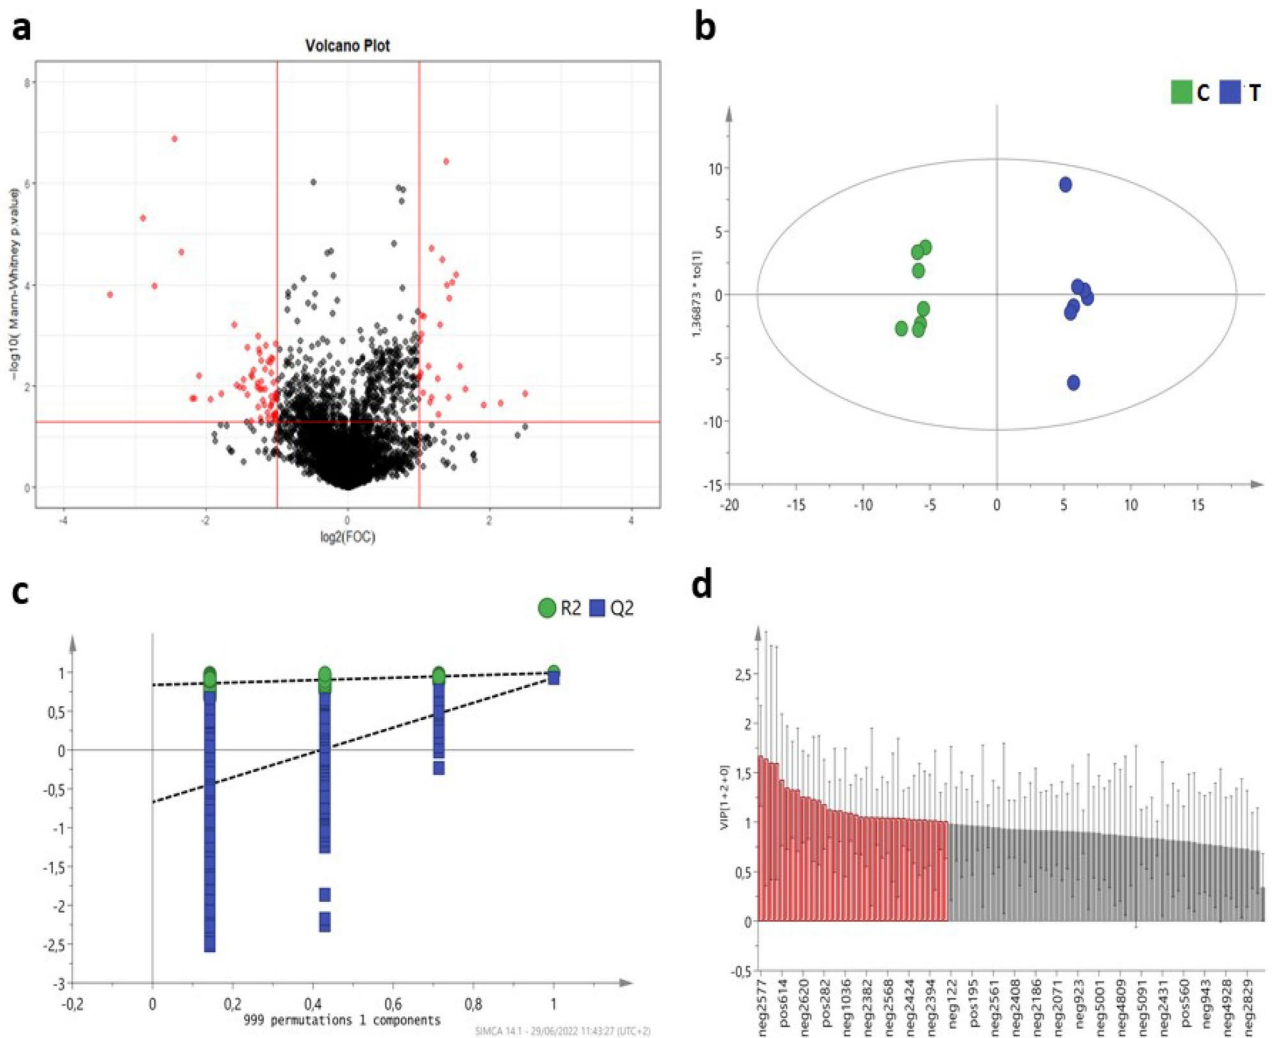 a
Volcano Plot
8
6
4
2
0
-4
-2
0
2
4
−log10( Mann-Whitney p.value)
log2(FOC)
b
C T
10
5
0
-5
-10
-15
-20
-15
-10
-5
0
5
10
15
1,36873 * to[1]
c
R2 Q2
1
0,5
0
-0,5
-1
-1,5
-2
-2,5
-3
-0,2
0
0,2
0,4
0,6
0,8
1
999 permutations 1 components
SIMCA 14.1 - 29/06/2022 11:43:27 (UTC+2)
d
2,5
2
1,5
1
0,5
0
-0,5
VIP[1+2+0]
neg2577
pos614
neg2620
pos282
neg1036
neg2382
neg2568
neg2424
neg2394
neg122
pos195
neg2561
neg2408
neg2186
neg2071
neg923
neg5001
neg4809
neg5091
neg2431
pos560
neg943
neg4928
neg2829